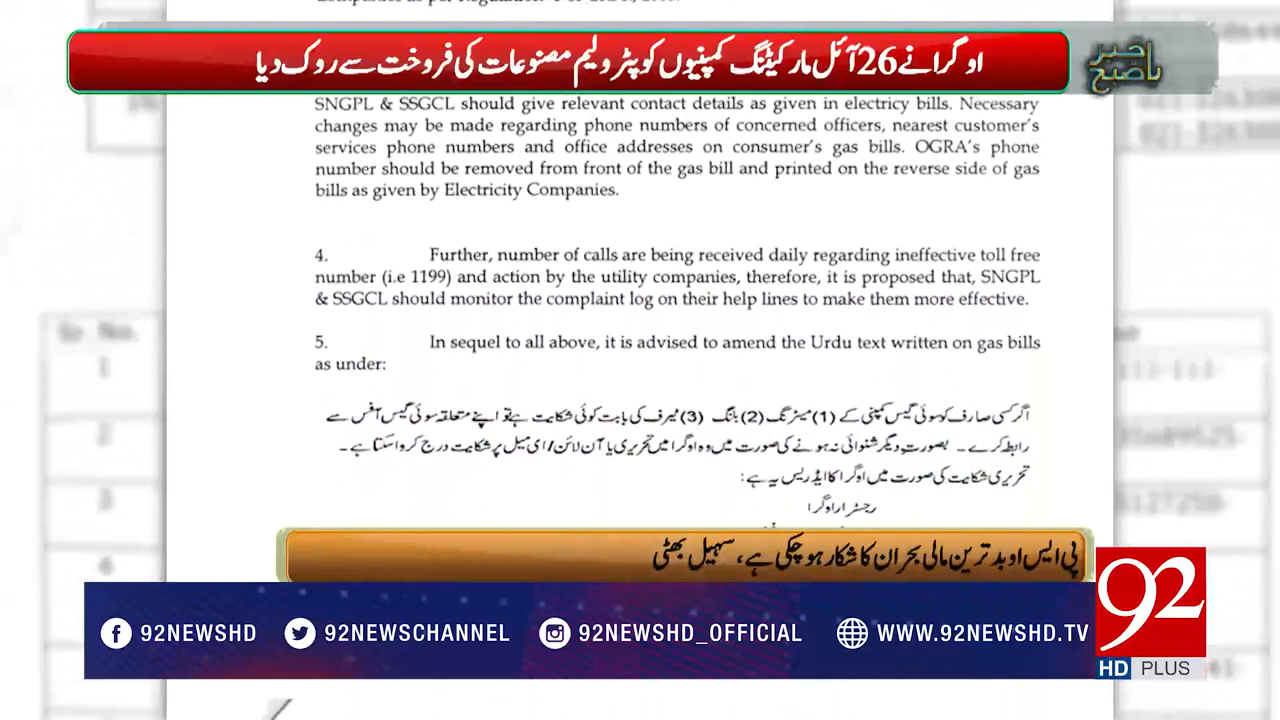 اوگرا نے 26 آئل مارکیٹنگ کمپنیوں کو پٹرولیم مصنوعات کی فروخت سے روک دیا
باخبر صبح
SNGPL & SSGCL should give relevant contact details as given in electricy bills. Necessary
changes may be made regarding phone numbers of concerned officers, nearest customer's
services phone numbers and office addresses on consumer's gas bills. OGRA's phone
number should be removed from front of the gas bill and printed on the reverse side of gas
bills as given by Electricity Companies.
4. Further, number of calls are being received daily regarding ineffective toll free
number (i.e 1199) and action by the utility companies, therefore, it is proposed that, SNGPL
& SSGCL should monitor the complaint log on their help lines to make them more effective.
5. In sequel to all above, it is advised to amend the Urdu text written on gas bills
as under:
اگر کسی صارف کو سوئی گیس کمپنی کے (1) میٹرنگ (2) بلنگ (3) ٹیرف کی بابت کوئی شکایت ہے تو اپنے متعلقہ سوئی گیس آفس سے
رابطہ کرے۔ بصورت دیگر شنوائی نہ ہونے کی صورت میں وہ اوگرا میں تحریری یا آن لائن/ای میل پر شکایت درج کروا سکتا ہے۔
تحریری شکایت کی صورت میں اوگرا کا ایڈریس یہ ہے:
رجسٹرار اوگرا
پی ایس او بدترین مالی بحران کا شکار ہو چکی ہے، سہیل بھٹی
92NEWSHD 92NEWSCHANNEL 92NEWSHD_OFFICIAL WWW.92NEWSHD.TV
92
HD PLUS
Sr. No.
1
2
3
4